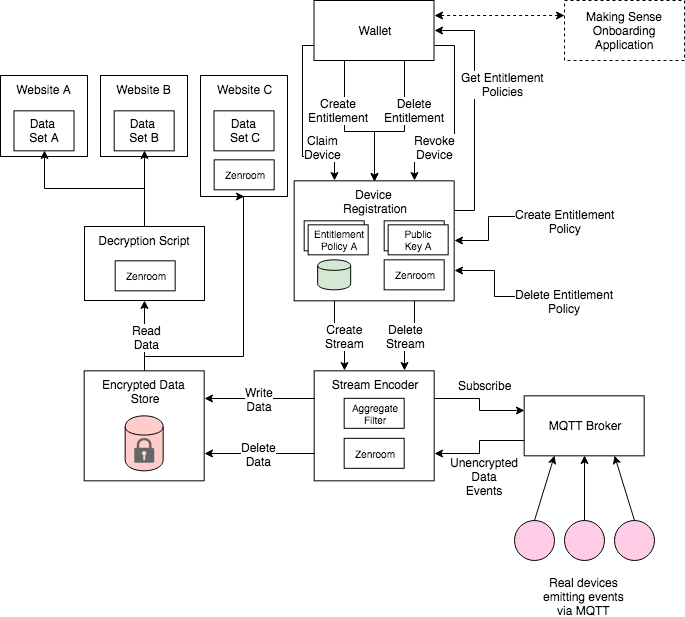 Wallet
Making Sense
Onboarding
Application
Get Entitlement
Policies
Website A
Data
Set A
Website B
Data
Set B
Website C
Data
Set C
Zenroom
Create
Entitlement
Delete
Entitlement
Claim
Device
Revoke
Device
Device
Registration
Entitlement
Policy A
Public
Key A
Zenroom
Create Entitlement
Policy
Delete Entitlement
Policy
Decryption Script
Zenroom
Read
Data
Create
Stream
Delete
Stream
Encrypted Data
Store
Write
Data
Delete
Data
Stream Encoder
Aggregate
Filter
Zenroom
Subscribe
Unencrypted
Data
Events
MQTT Broker
Real devices
emitting events
via MQTT